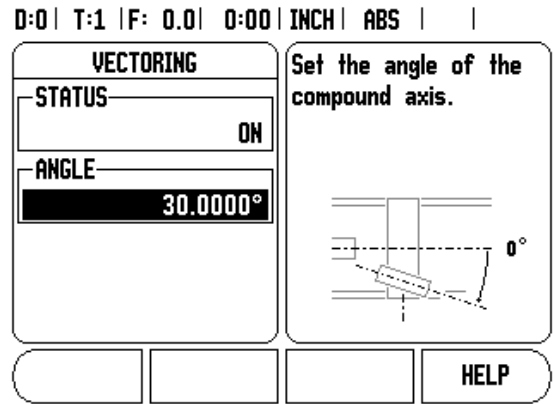 D:0| T:1 |F: 0.0| 0:00|INCH| ABS | |
VECTORING
STATUS
ON
ANGLE
30.0000°
Set the angle of the
compound axis.
0°
HELP